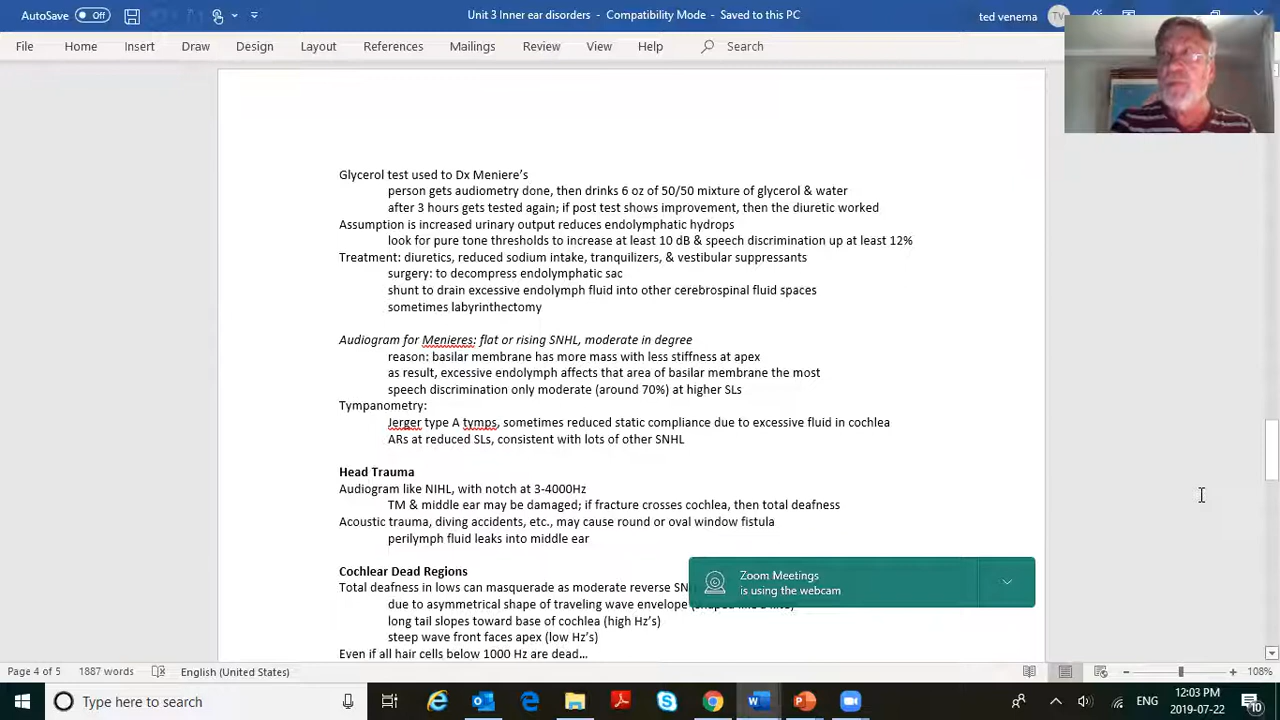 AutoSave Off
Unit 3 Inner ear disorders - Compatibility Mode - Saved to this PC
ted venema
TV
File Home Insert Draw Design Layout References Mailings Review View Help Search
Glycerol test used to Dx Meniere's
person gets audiometry done, then drinks 6 oz of 50/50 mixture of glycerol & water
after 3 hours gets tested again; if post test shows improvement, then the diuretic worked
Assumption is increased urinary output reduces endolymphatic hydrops
look for pure tone thresholds to increase at least 10 dB & speech discrimination up at least 12%
Treatment: diuretics, reduced sodium intake, tranquilizers, & vestibular suppressants
surgery: to decompress endolymphatic sac
shunt to drain excessive endolymph fluid into other cerebrospinal fluid spaces
sometimes labyrinthectomy
Audiogram for Menieres: flat or rising SNHL, moderate in degree
reason: basilar membrane has more mass with less stiffness at apex
as result, excessive endolymph affects that area of basilar membrane the most
speech discrimination only moderate (around 70%) at higher SLs
Tympanometry:
Jerger type A tymps, sometimes reduced static compliance due to excessive fluid in cochlea
ARs at reduced SLs, consistent with lots of other SNHL
Head Trauma
Audiogram like NIHL, with notch at 3-4000Hz
TM & middle ear may be damaged; if fracture crosses cochlea, then total deafness
Acoustic trauma, diving accidents, etc., may cause round or oval window fistula
perilymph fluid leaks into middle ear
Cochlear Dead Regions
Total deafness in lows can masquerade as moderate reverse
due to asymmetrical shape of traveling wave envelope
long tail slopes toward base of cochlea (high Hz's)
steep wave front faces apex (low Hz's)
Even if all hair cells below 1000 Hz are dead…
Zoom Meetings
is using the webcam
Page 4 of 5 1887 words English (United States) 108%
Type here to search
ENG
12:03 PM
2019-07-22
10